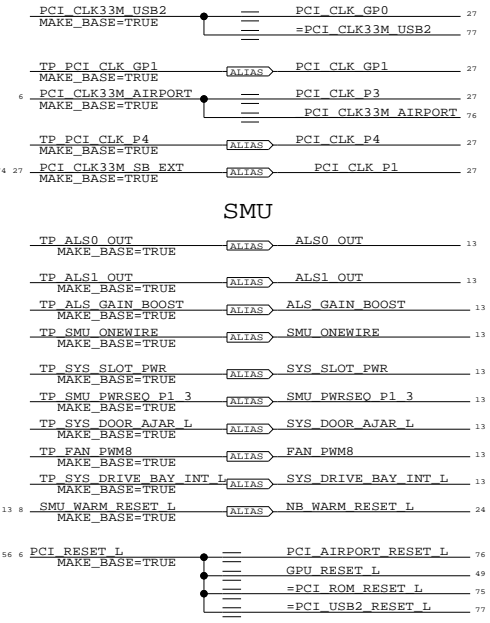 PCI_CLK33M_USB2 PCI_CLK_GP0 27
MAKE_BASE=TRUE
=PCI_CLK33M_USB2 77
TP_PCI_CLK_GP1 ALIAS PCI_CLK_GP1 27
MAKE_BASE=TRUE
6 PCI_CLK33M_AIRPORT PCI_CLK_P3 27
MAKE_BASE=TRUE
PCI_CLK33M_AIRPORT 76
TP_PCI_CLK_P4 ALIAS PCI_CLK_P4 27
MAKE_BASE=TRUE
4 27 PCI_CLK33M_SB_EXT ALIAS PCI_CLK_P1 27
MAKE_BASE=TRUE
SMU
TP_ALS0_OUT ALIAS ALS0_OUT 13
MAKE_BASE=TRUE
TP_ALS1_OUT ALIAS ALS1_OUT 13
MAKE_BASE=TRUE
TP_ALS_GAIN_BOOST ALIAS ALS_GAIN_BOOST 13
MAKE_BASE=TRUE
TP_SMU_ONEWIRE ALIAS SMU_ONEWIRE 13
MAKE_BASE=TRUE
TP_SYS_SLOT_PWR ALIAS SYS_SLOT_PWR 13
MAKE_BASE=TRUE
TP_SMU_PWRSEQ_P1_3 ALIAS SMU_PWRSEQ_P1_3 13
MAKE_BASE=TRUE
TP_SYS_DOOR_AJAR_L ALIAS SYS_DOOR_AJAR_L 13
MAKE_BASE=TRUE
TP_FAN_PWM8 ALIAS FAN_PWM8 13
MAKE_BASE=TRUE
TP_SYS_DRIVE_BAY_INT_L ALIAS SYS_DRIVE_BAY_INT_L 13
MAKE_BASE=TRUE
13 8 SMU_WARM_RESET_L ALIAS NB_WARM_RESET_L 24
MAKE_BASE=TRUE
56 6 PCI_RESET_L PCI_AIRPORT_RESET_L 76
MAKE_BASE=TRUE
GPU_RESET_L 49
=PCI_ROM_RESET_L 75
=PCI_USB2_RESET_L 77